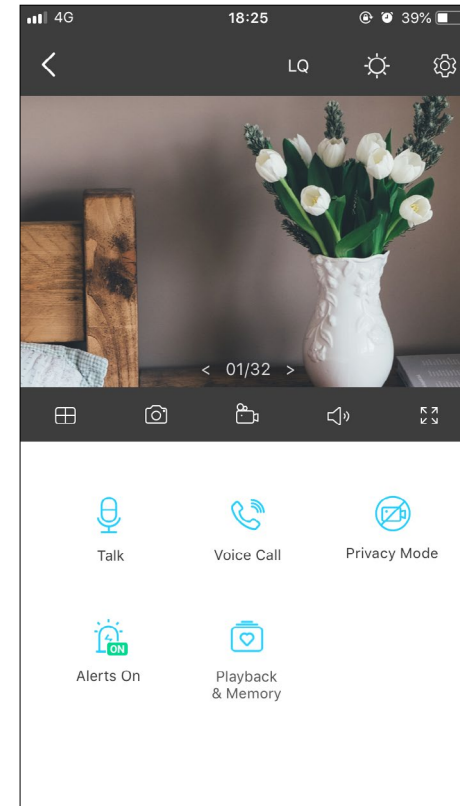 4G 18:25 39%
LQ
< 01/32 >
Talk Voice Call Privacy Mode
ON
Alerts On Playback
& Memory